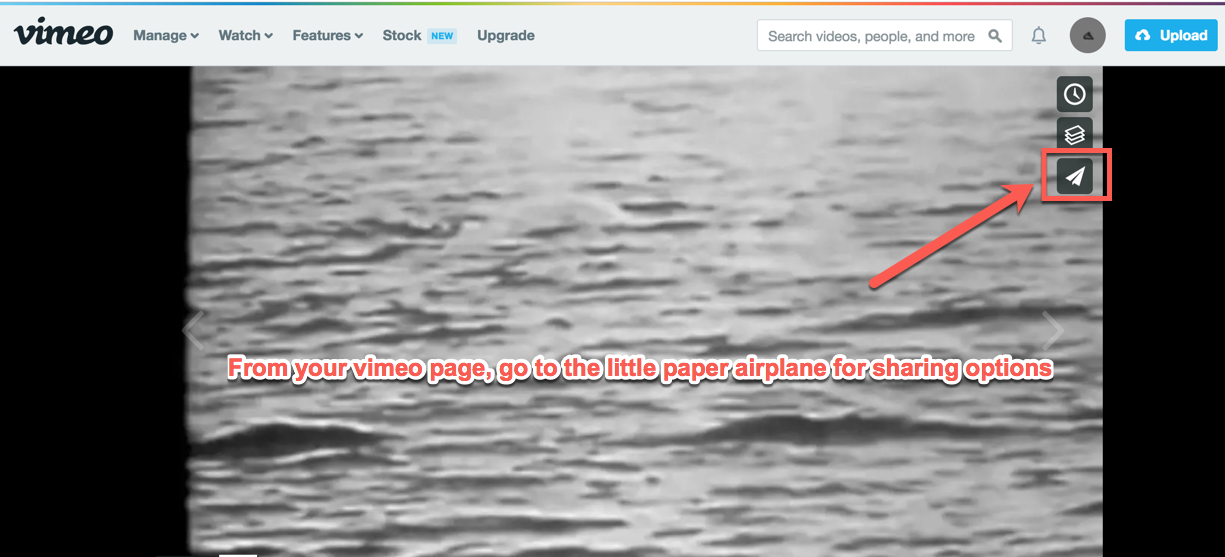 vimeo Manage Watch Features Stock NEW Upgrade Search videos, people, and more Upload
From your vimeo page, go to the little paper airplane for sharing options